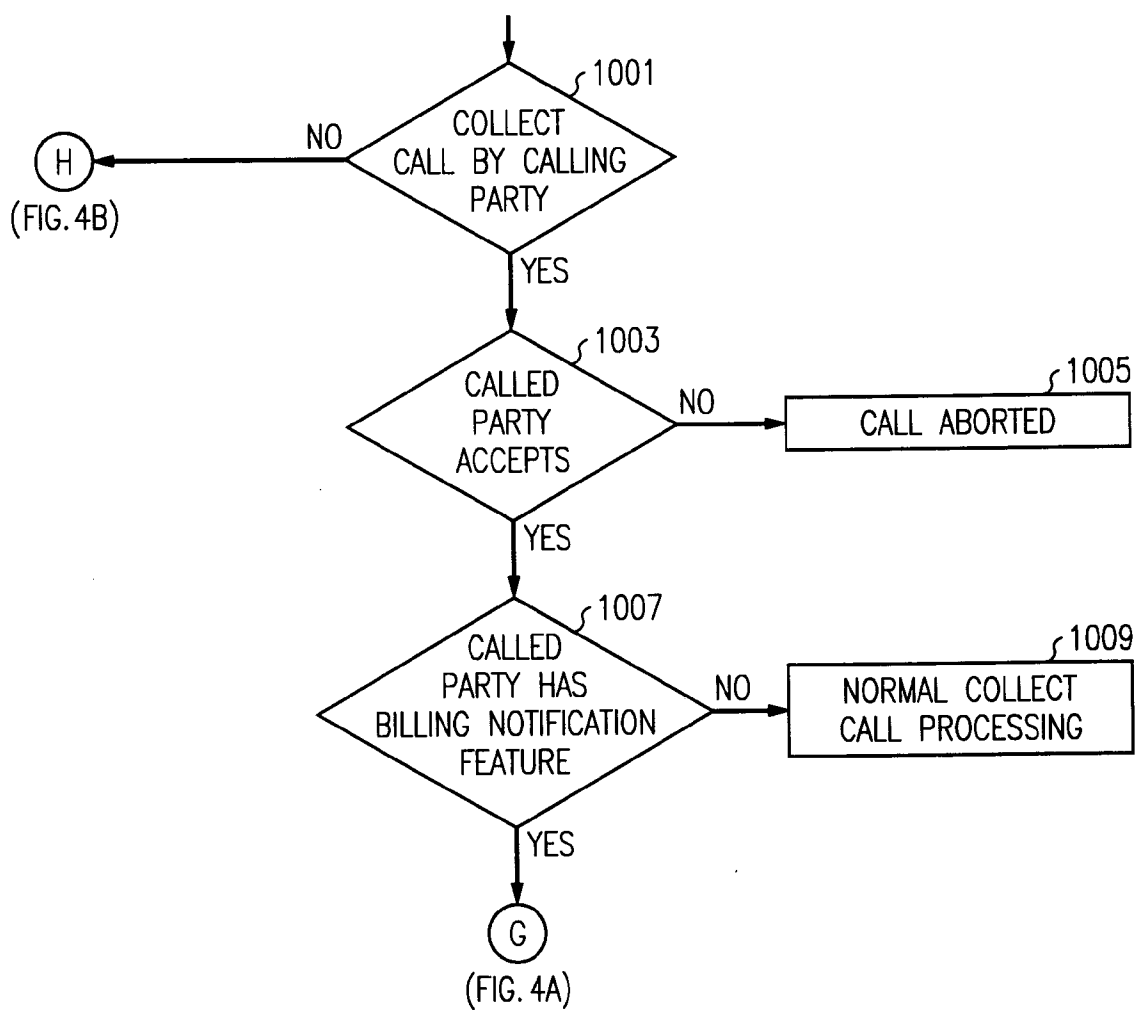 1001
COLLECT
CALL BY CALLING
PARTY
NO
H
(FIG. 4B)
YES
1003
CALLED
PARTY
ACCEPTS
NO
1005
CALL ABORTED
YES
1007
CALLED
PARTY HAS
BILLING NOTIFICATION
FEATURE
NO
1009
NORMAL COLLECT
CALL PROCESSING
YES
G
(FIG. 4A)